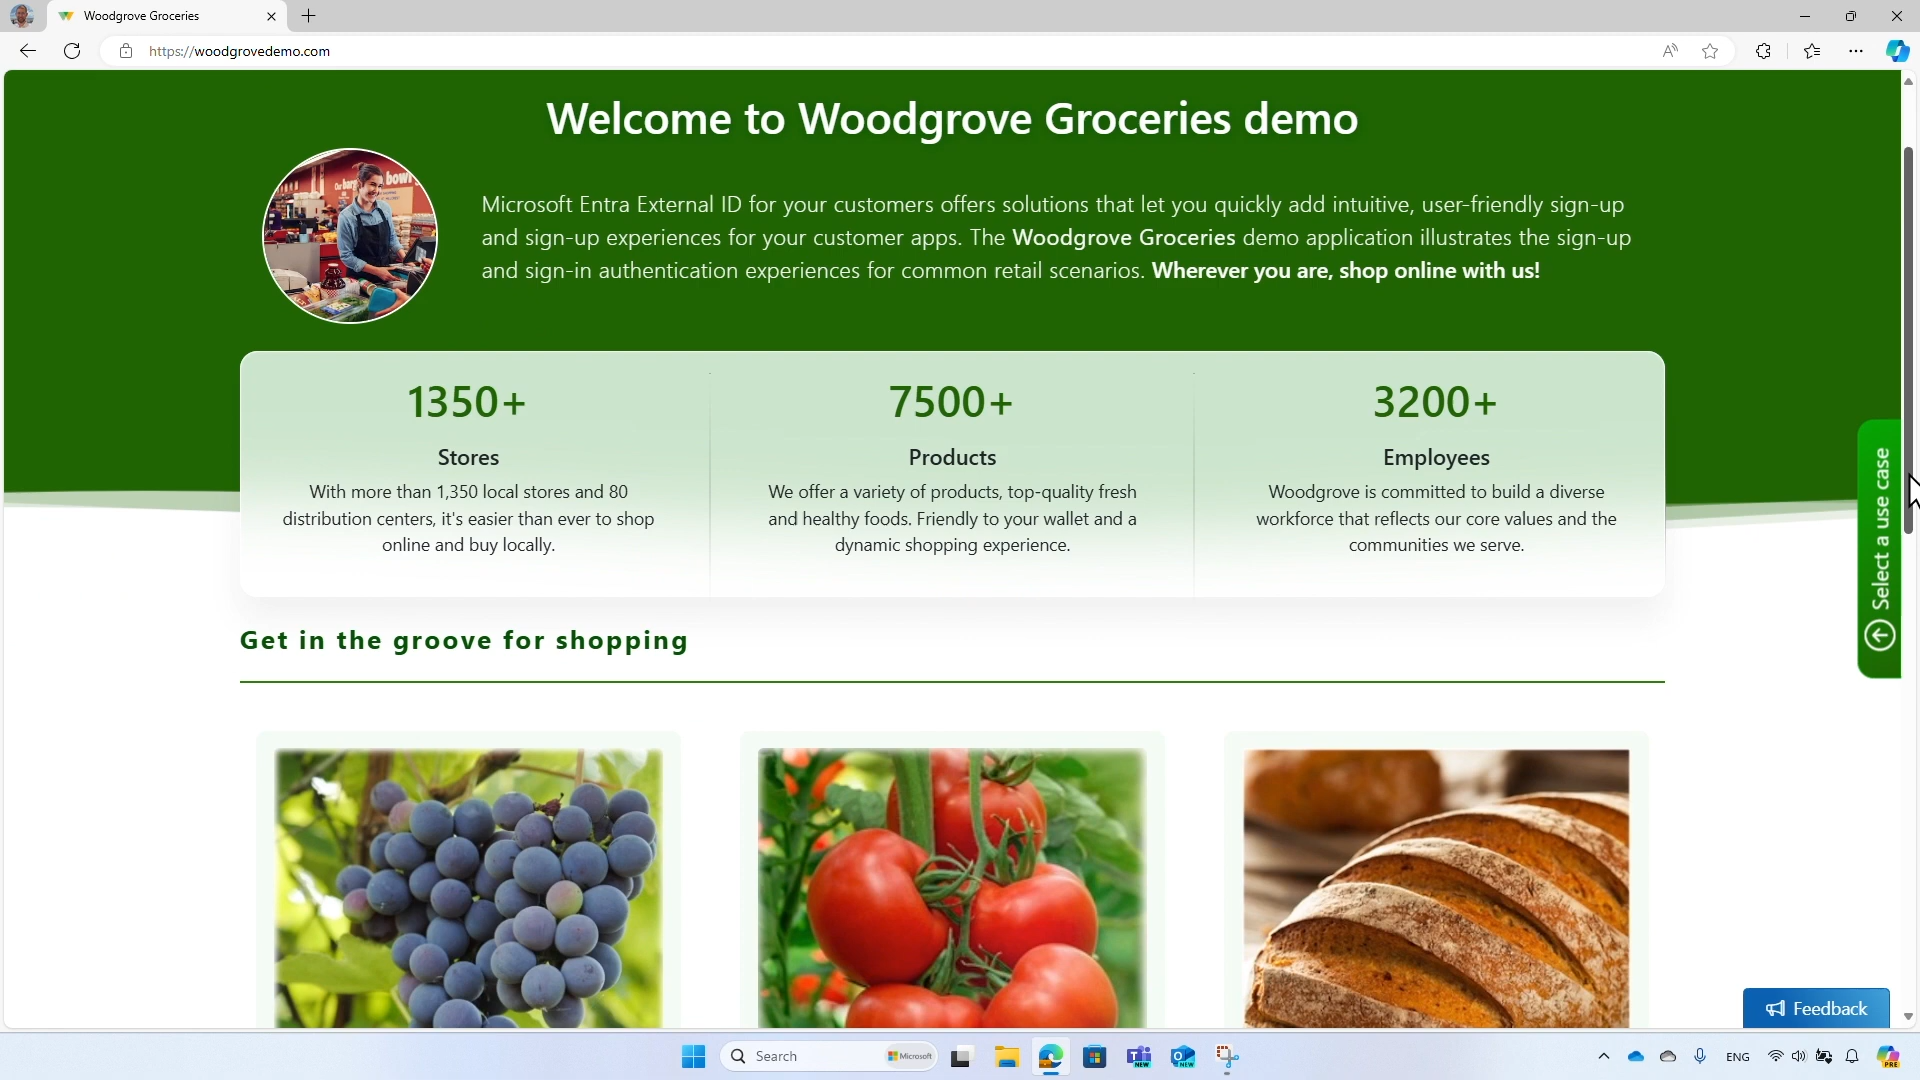 Woodgrove Groceries
https://woodgrovedemo.com
Welcome to Woodgrove Groceries demo
Microsoft Entra External ID for your customers offers solutions that let you quickly add intuitive, user-friendly sign-up
and sign-up experiences for your customer apps. The Woodgrove Groceries demo application illustrates the sign-up
and sign-in authentication experiences for common retail scenarios. Wherever you are, shop online with us!
1350+
Stores
With more than 1,350 local stores and 80
distribution centers, it's easier than ever to shop
online and buy locally.
7500+
Products
We offer a variety of products, top-quality fresh
and healthy foods. Friendly to your wallet and a
dynamic shopping experience.
3200+
Employees
Woodgrove is committed to build a diverse
workforce that reflects our core values and the
communities we serve.
Select a use case
Get in the groove for shopping
Feedback
Search
Microsoft
NEW
NEW
ENG
PRE